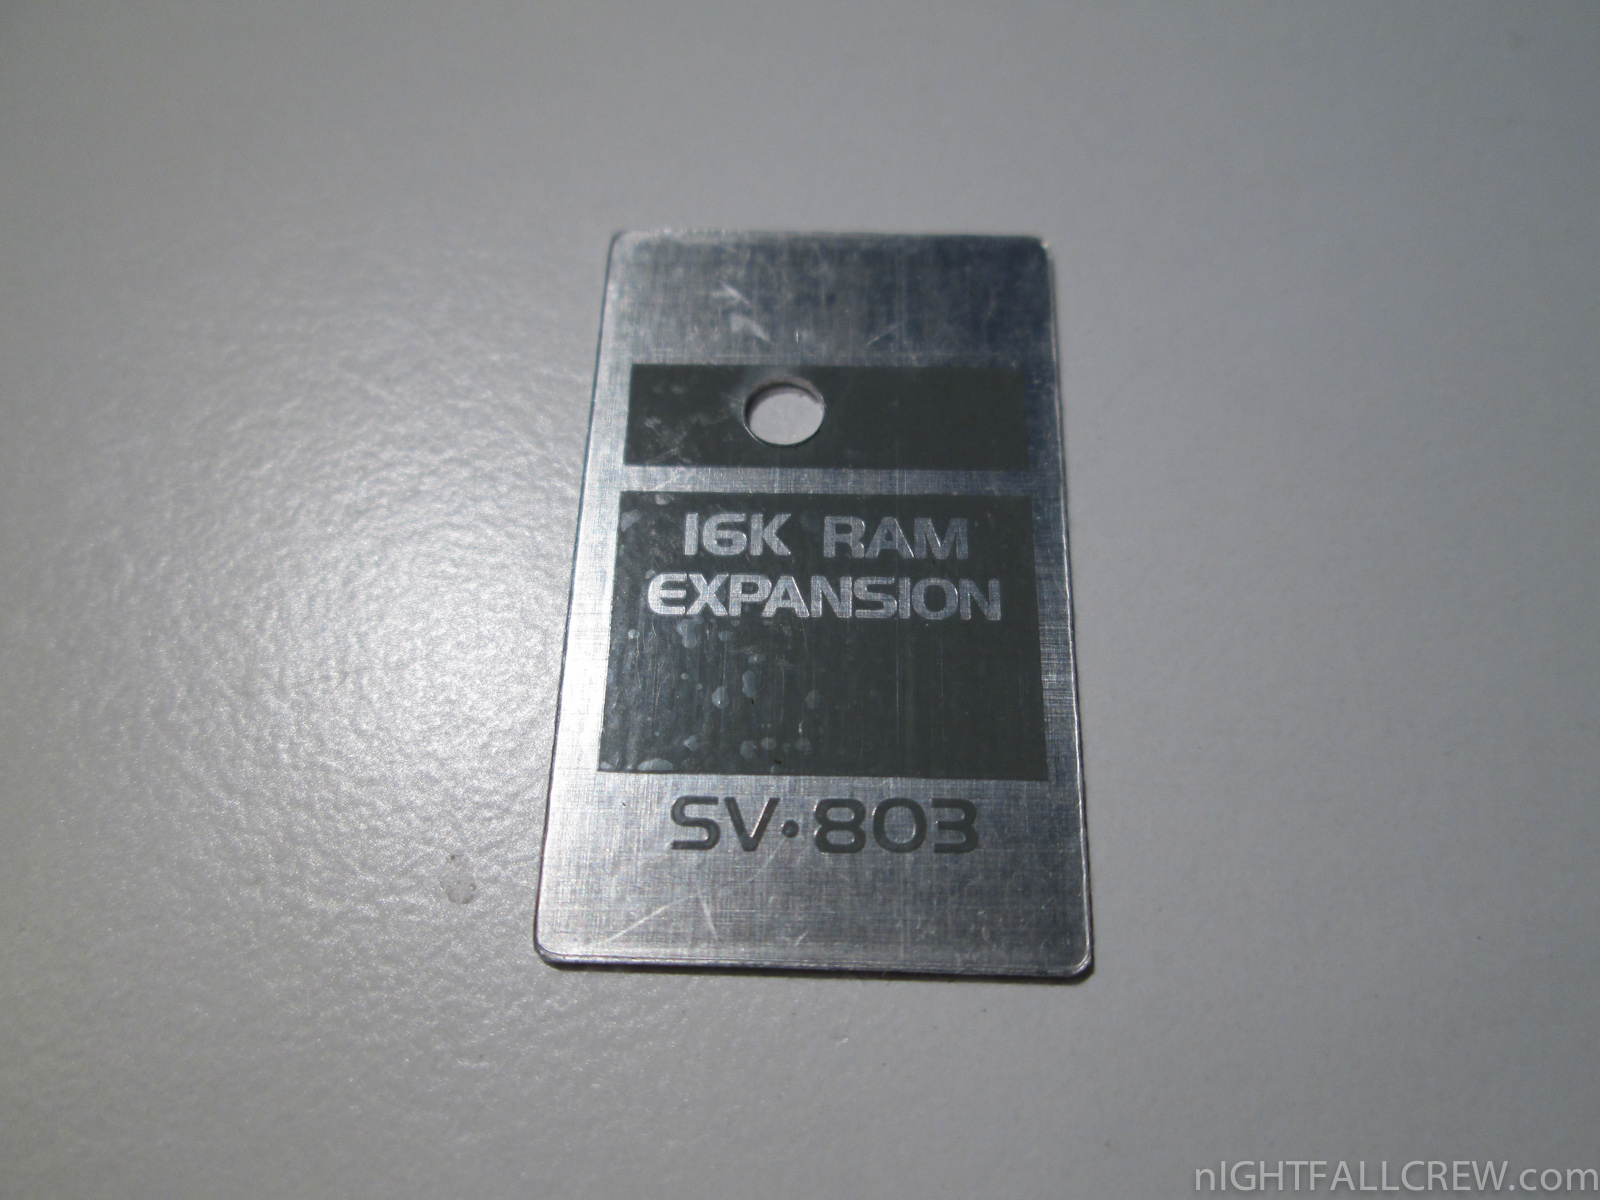 16K RAM
EXPANSION
SV·803
nIGHTFALLCREW.com